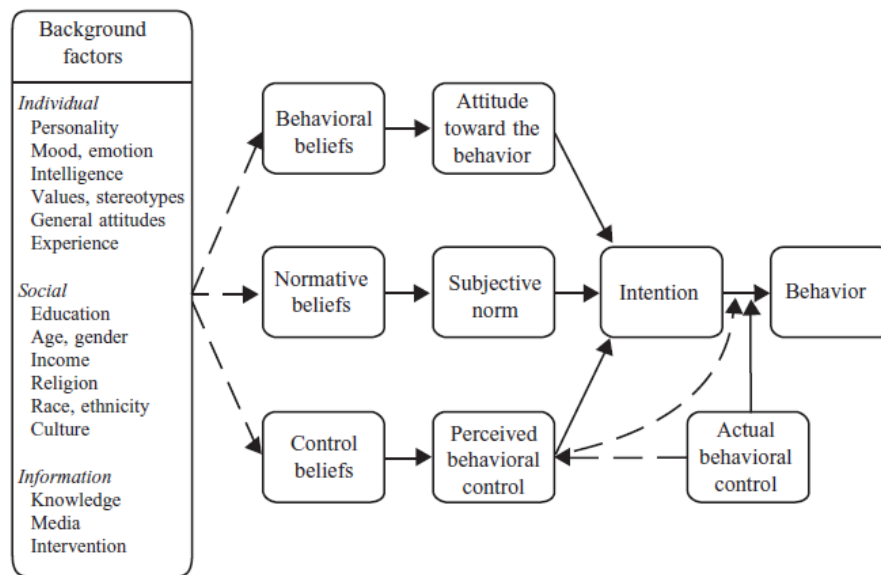 Background
factors
Individual
Personality
Mood, emotion
Intelligence
Values, stereotypes
General attitudes
Experience
Social
Education
Age, gender
Income
Religion
Race, ethnicity
Culture
Information
Knowledge
Media
Intervention
Behavioral
beliefs
Attitude
toward the
behavior
Normative
beliefs
Subjective
norm
Intention
Behavior
Control
beliefs
Perceived
behavioral
control
Actual
behavioral
control